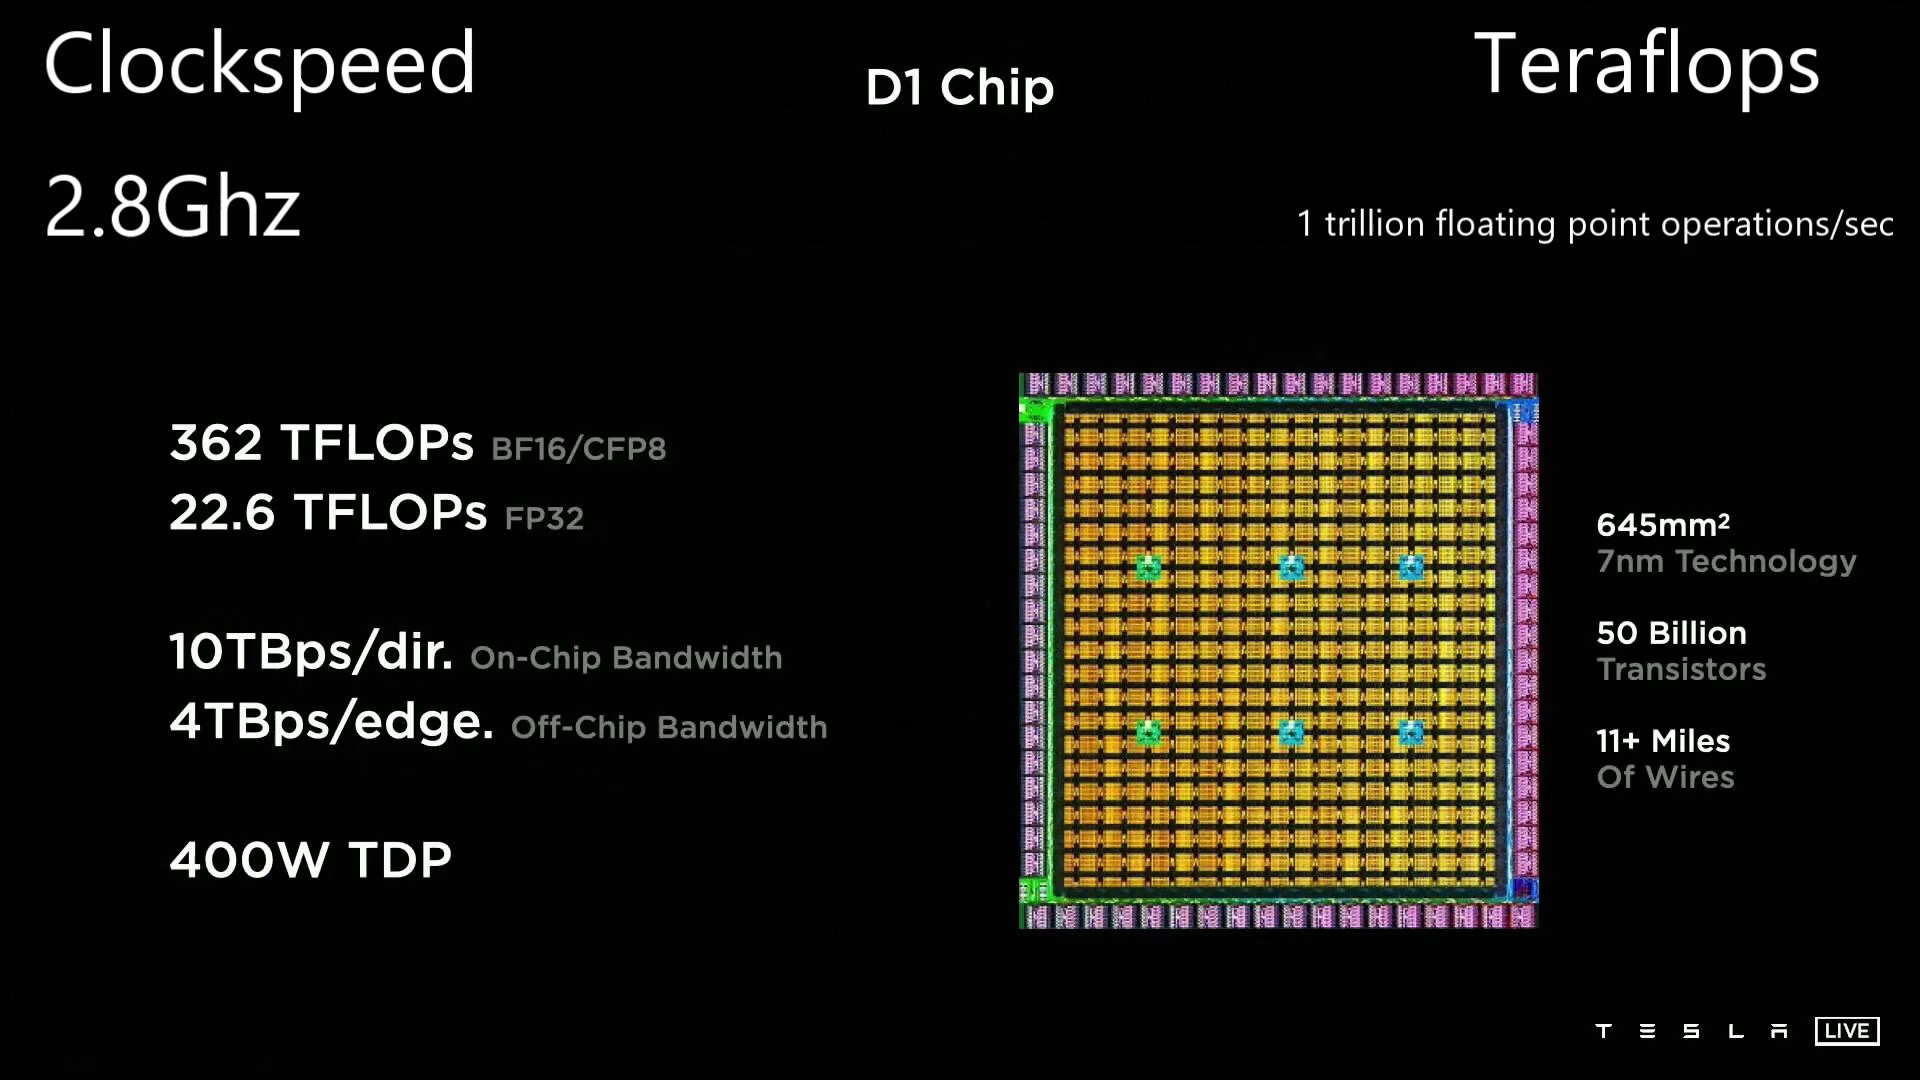 Clockspeed
D1 Chip
Teraflops
2.8Ghz
1 trillion floating point operations/sec
362 TFLOPs BF16/CFP8
22.6 TFLOPs FP32
10TBps/dir. On-Chip Bandwidth
4TBps/edge. Off-Chip Bandwidth
400W TDP
645mm²
7nm Technology
50 Billion
Transistors
11+ Miles
Of Wires
TESLA LIVE